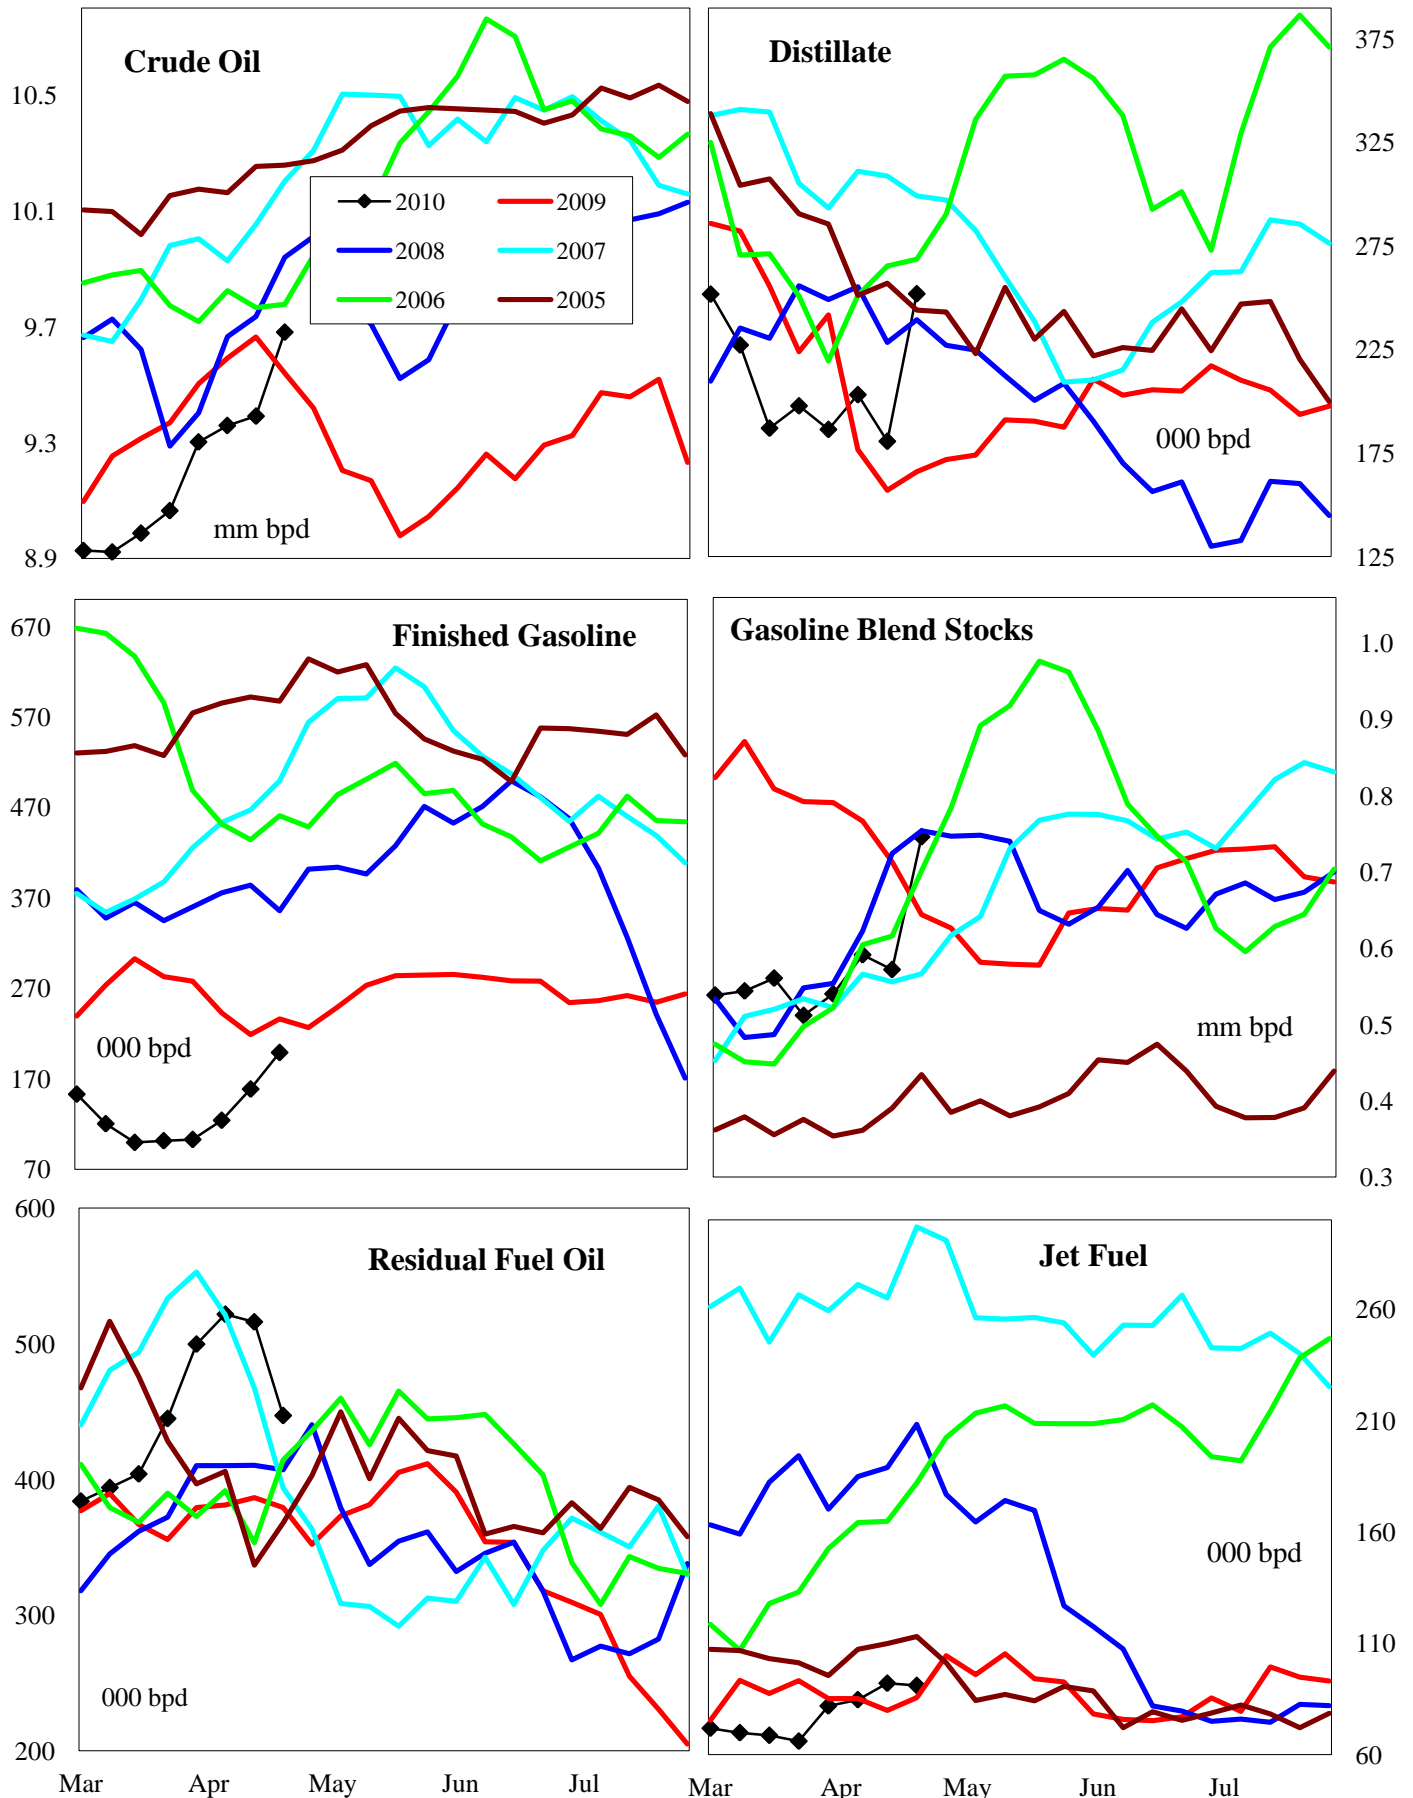 Crude Oil
10.5
10.1
9.7
9.3
8.9
2010 2009
2008 2007
2006 2005
mm bpd
Distillate
375
325
275
225
175
125
000 bpd
Finished Gasoline
670
570
470
370
270
170
70
000 bpd
Gasoline Blend Stocks
1.0
0.9
0.8
0.7
0.6
0.5
0.4
0.3
mm bpd
Residual Fuel Oil
600
500
400
300
200
000 bpd
Mar Apr May Jun Jul
Jet Fuel
260
210
160
110
60
000 bpd
Mar Apr May Jun Jul